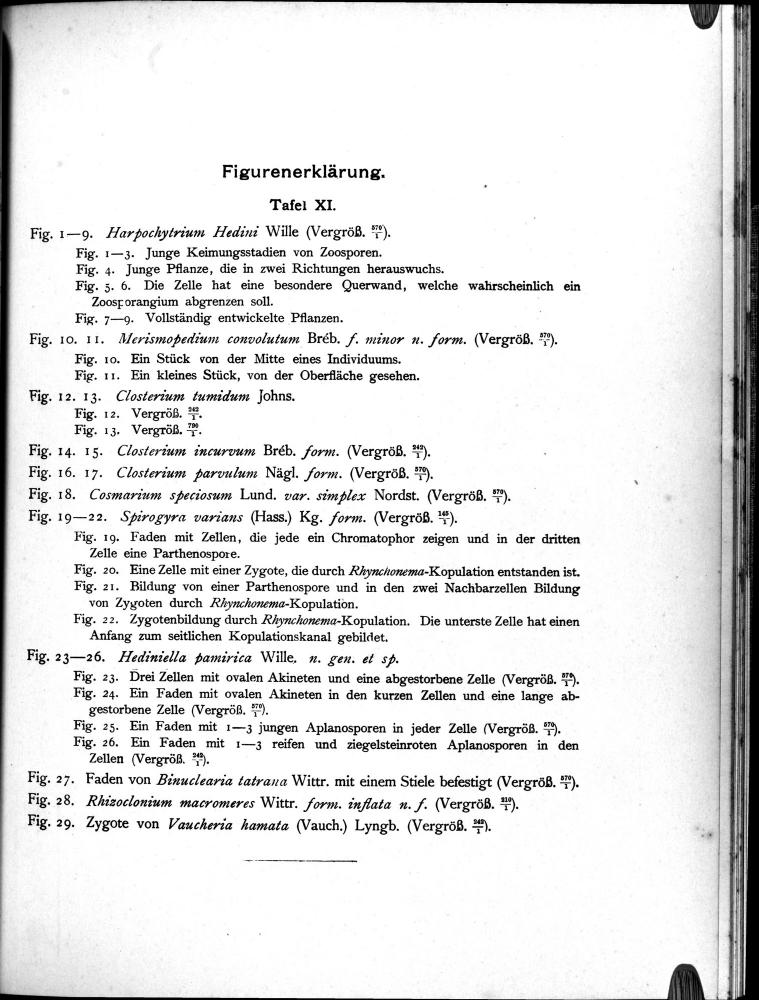 Figurenerklärung.
Tafel XI.
Fig. 1—9. Harpochytrium Hedini Wille (Vergröß. 570/1).
Fig. 1—3. Junge Keimungsstadien von Zoosporen.
Fig. 4. Junge Pflanze, die in zwei Richtungen herauswuchs.
Fig. 5. 6. Die Zelle hat eine besondere Querwand, welche wahrscheinlich ein
Zoosporangium abgrenzen soll.
Fig. 7—9. Vollständig entwickelte Pflanzen.
Fig. 10. 11. Merismopedium convolutum Bréb. f. minor n. form. (Vergröß. 570/1).
Fig. 10. Ein Stück von der Mitte eines Individuums.
Fig. 11. Ein kleines Stück, von der Oberfläche gesehen.
Fig. 12. 13. Closterium tumidum Johns.
Fig. 12. Vergröß. 242/1.
Fig. 13. Vergröß. 790/1.
Fig. 14. 15. Closterium incurvum Bréb. form. (Vergröß. 242/1).
Fig. 16. 17. Closterium parvulum Nägl. form. (Vergröß. 570/1).
Fig. 18. Cosmarium speciosum Lund. var. simplex Nordst. (Vergröß. 570/1).
Fig. 19—22. Spirogyra varians (Hass.) Kg. form. (Vergröß. 145/1).
Fig. 19. Faden mit Zellen, die jede ein Chromatophor zeigen und in der dritten
Zelle eine Parthenospore.
Fig. 20. Eine Zelle mit einer Zygote, die durch Rhynchonema-Kopulation entstanden ist.
Fig. 21. Bildung von einer Parthenospore und in den zwei Nachbarzellen Bildung
von Zygoten durch Rhynchonema-Kopulation.
Fig. 22. Zygotenbildung durch Rhynchonema-Kopulation. Die unterste Zelle hat einen
Anfang zum seitlichen Kopulationskanal gebildet.
Fig. 23—26. Hediniella pamirica Wille. n. gen. et sp.
Fig. 23. Drei Zellen mit ovalen Akineten und eine abgestorbene Zelle (Vergröß. 570/1).
Fig. 24. Ein Faden mit ovalen Akineten in den kurzen Zellen und eine lange ab-
gestorbene Zelle (Vergröß. 570/1).
Fig. 25. Ein Faden mit 1—3 jungen Aplanosporen in jeder Zelle (Vergröß. 570/1).
Fig. 26. Ein Faden mit 1—3 reifen und ziegelsteinroten Aplanosporen in den
Zellen (Vergröß. 242/1).
Fig. 27. Faden von Binuclearia tatrana Wittr. mit einem Stiele befestigt (Vergröß. 570/1).
Fig. 28. Rhizoclonium macromeres Wittr. form. inflata n. f. (Vergröß. 210/1).
Fig. 29. Zygote von Vaucheria hamata (Vauch.) Lyngb. (Vergröß. 242/1).